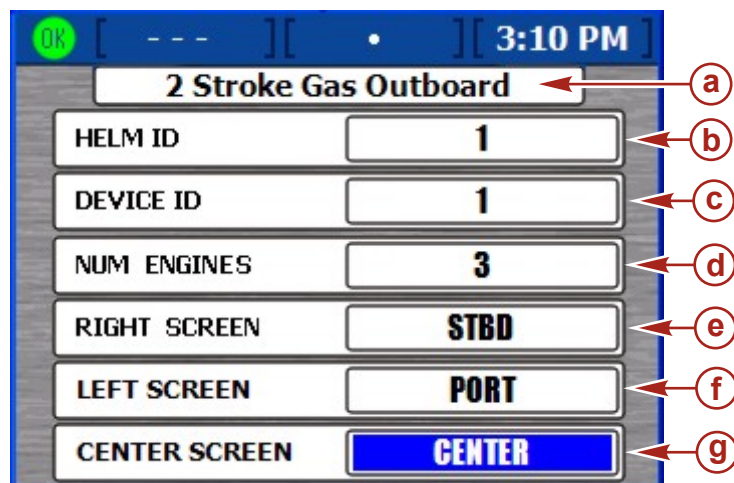 OK [ - - - ][ • ][ 3:10 PM ]
2 Stroke Gas Outboard a
HELM ID 1 b
DEVICE ID 1 c
NUM ENGINES 3 d
RIGHT SCREEN STBD e
LEFT SCREEN PORT f
CENTER SCREEN CENTER g